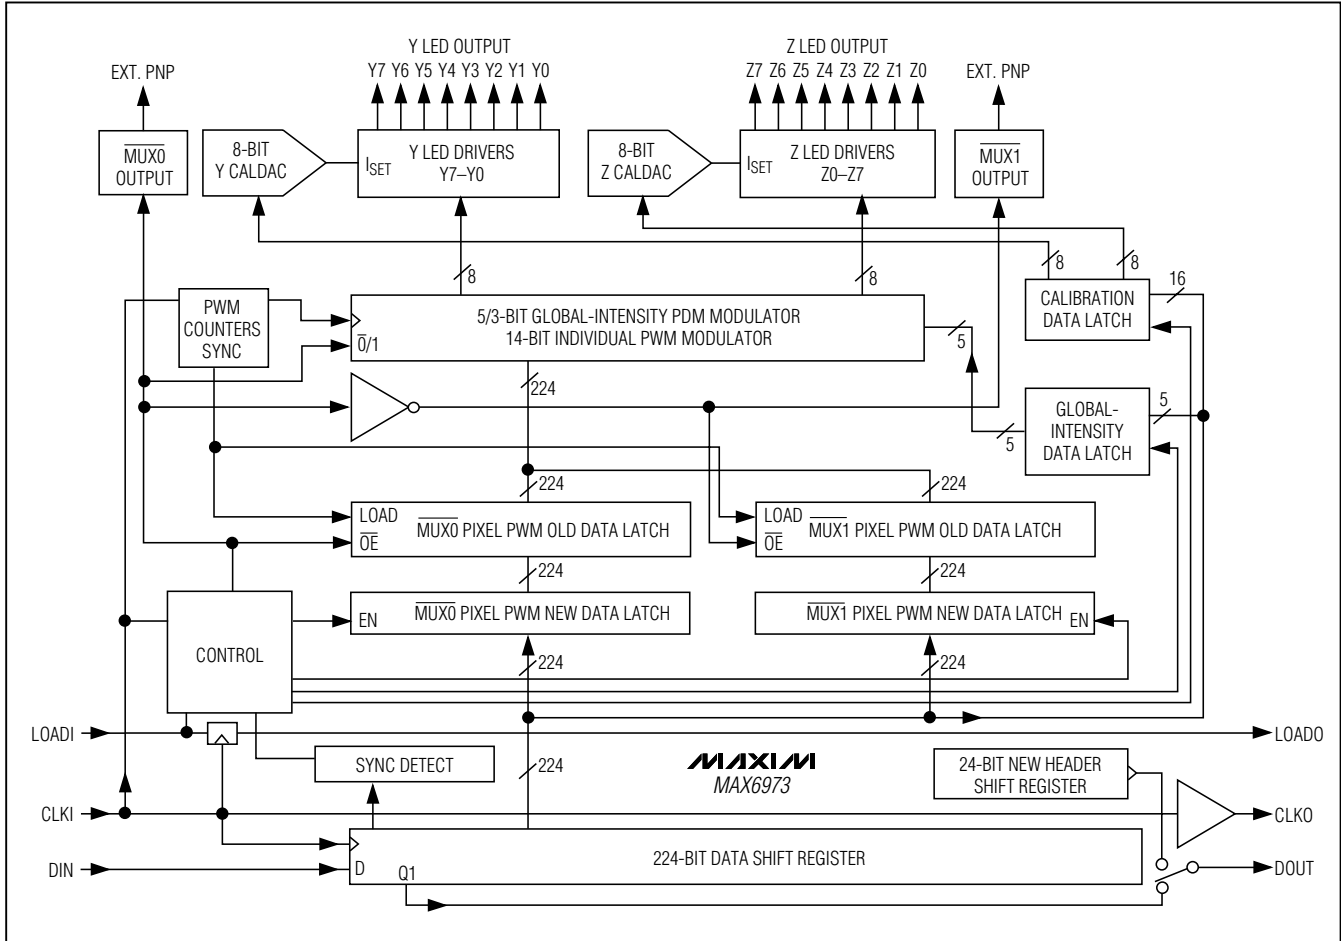 Y LED OUTPUT
Z LED OUTPUT
EXT. PNP
Y7 Y6 Y5 Y4 Y3 Y2 Y1 Y0
Z7 Z6 Z5 Z4 Z3 Z2 Z1 Z0
EXT. PNP
MUX0
OUTPUT
8-BIT
Y CALDAC
ISET
Y LED DRIVERS
Y7–Y0
8-BIT
Z CALDAC
ISET
Z LED DRIVERS
Z0–Z7
MUX1
OUTPUT
8
8
8
8
16
PWM
COUNTERS
SYNC
0/1
5/3-BIT GLOBAL-INTENSITY PDM MODULATOR
14-BIT INDIVIDUAL PWM MODULATOR
5
CALIBRATION
DATA LATCH
224
GLOBAL-
INTENSITY
DATA LATCH
5
5
224
224
LOAD
OE
MUX0 PIXEL PWM OLD DATA LATCH
LOAD
OE
MUX1 PIXEL PWM OLD DATA LATCH
224
224
EN
MUX0 PIXEL PWM NEW DATA LATCH
MUX1 PIXEL PWM NEW DATA LATCH
EN
CONTROL
224
224
LOADI
LOADO
SYNC DETECT
224
MAXIM
MAX6973
24-BIT NEW HEADER
SHIFT REGISTER
CLKI
CLKO
DIN
D
Q1
224-BIT DATA SHIFT REGISTER
DOUT